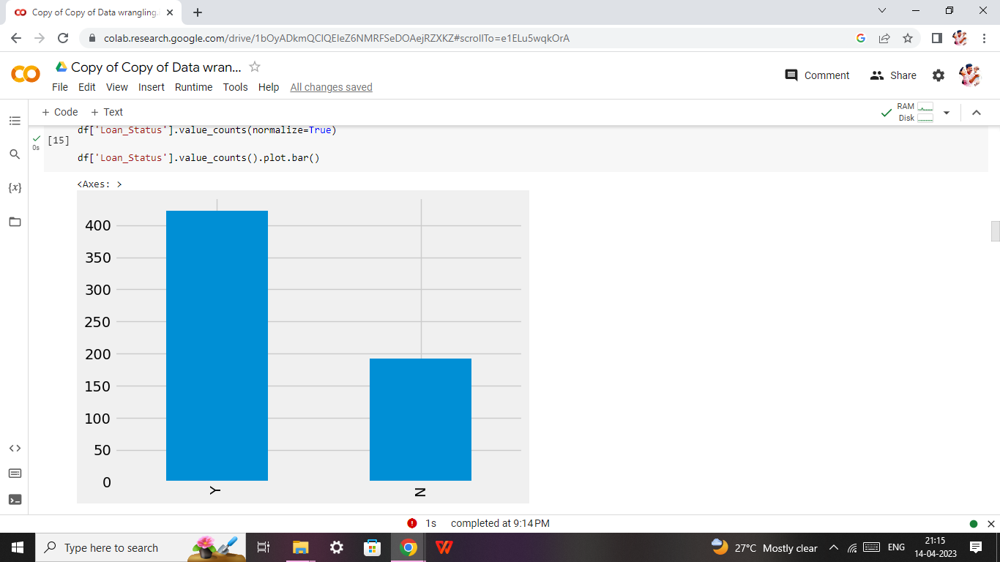 Copy of Copy of Data wrangling.
colab.research.google.com/drive/1bOyADkmQClQEIeZ6NMRFSeDOAejRZXKZ#scrollTo=e1ELu5wqkOrA
Copy of Copy of Data wran...
Comment
Share
File Edit View Insert Runtime Tools Help All changes saved
+ Code + Text
RAM
Disk
df['Loan_Status'].value_counts(normalize=True)
[15]
0s
df['Loan_Status'].value_counts().plot.bar()
{x}
<Axes: >
400
350
300
250
200
150
100
50
0
Y
N
1s completed at 9:14 PM
Type here to search
27°C Mostly clear
ENG
21:15
14-04-2023